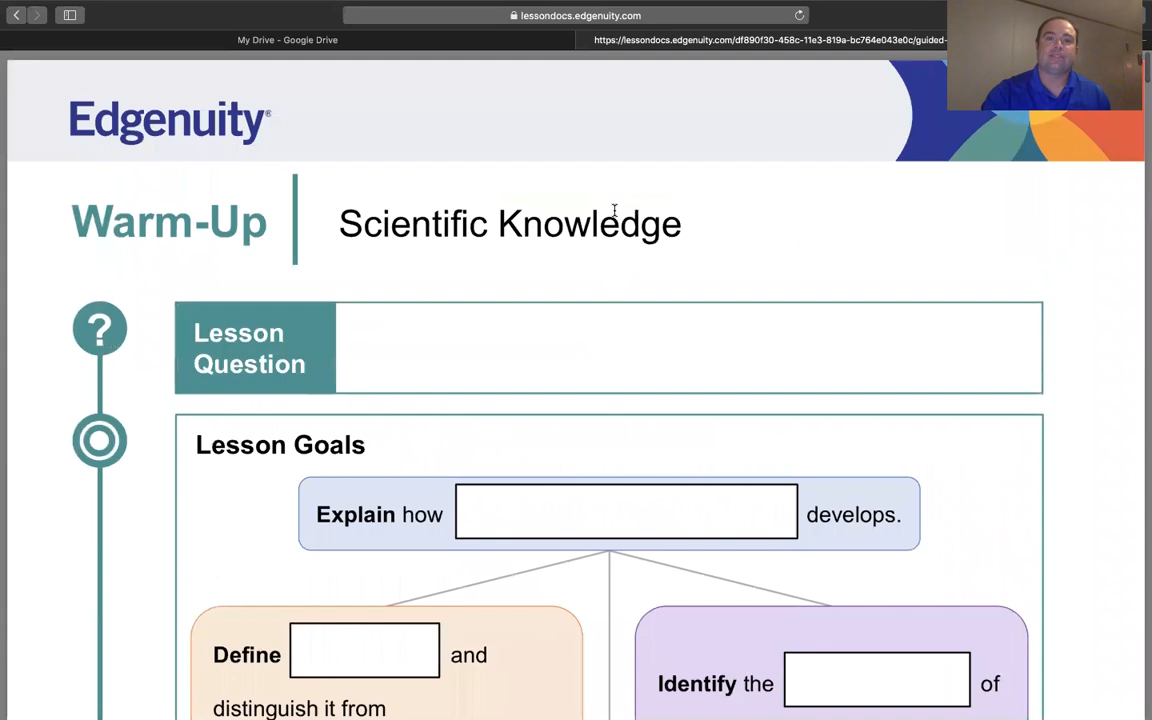 lessondocs.edgenuity.com
My Drive - Google Drive
https://lessondocs.edgenuity.com/df890f30-458c-11e3-819a-bc764e043e0c/guided-
Edgenuity®
Warm-Up
Scientific Knowledge
?
Lesson
Question
Lesson Goals
Explain how develops.
Define and
distinguish it from
Identify the of